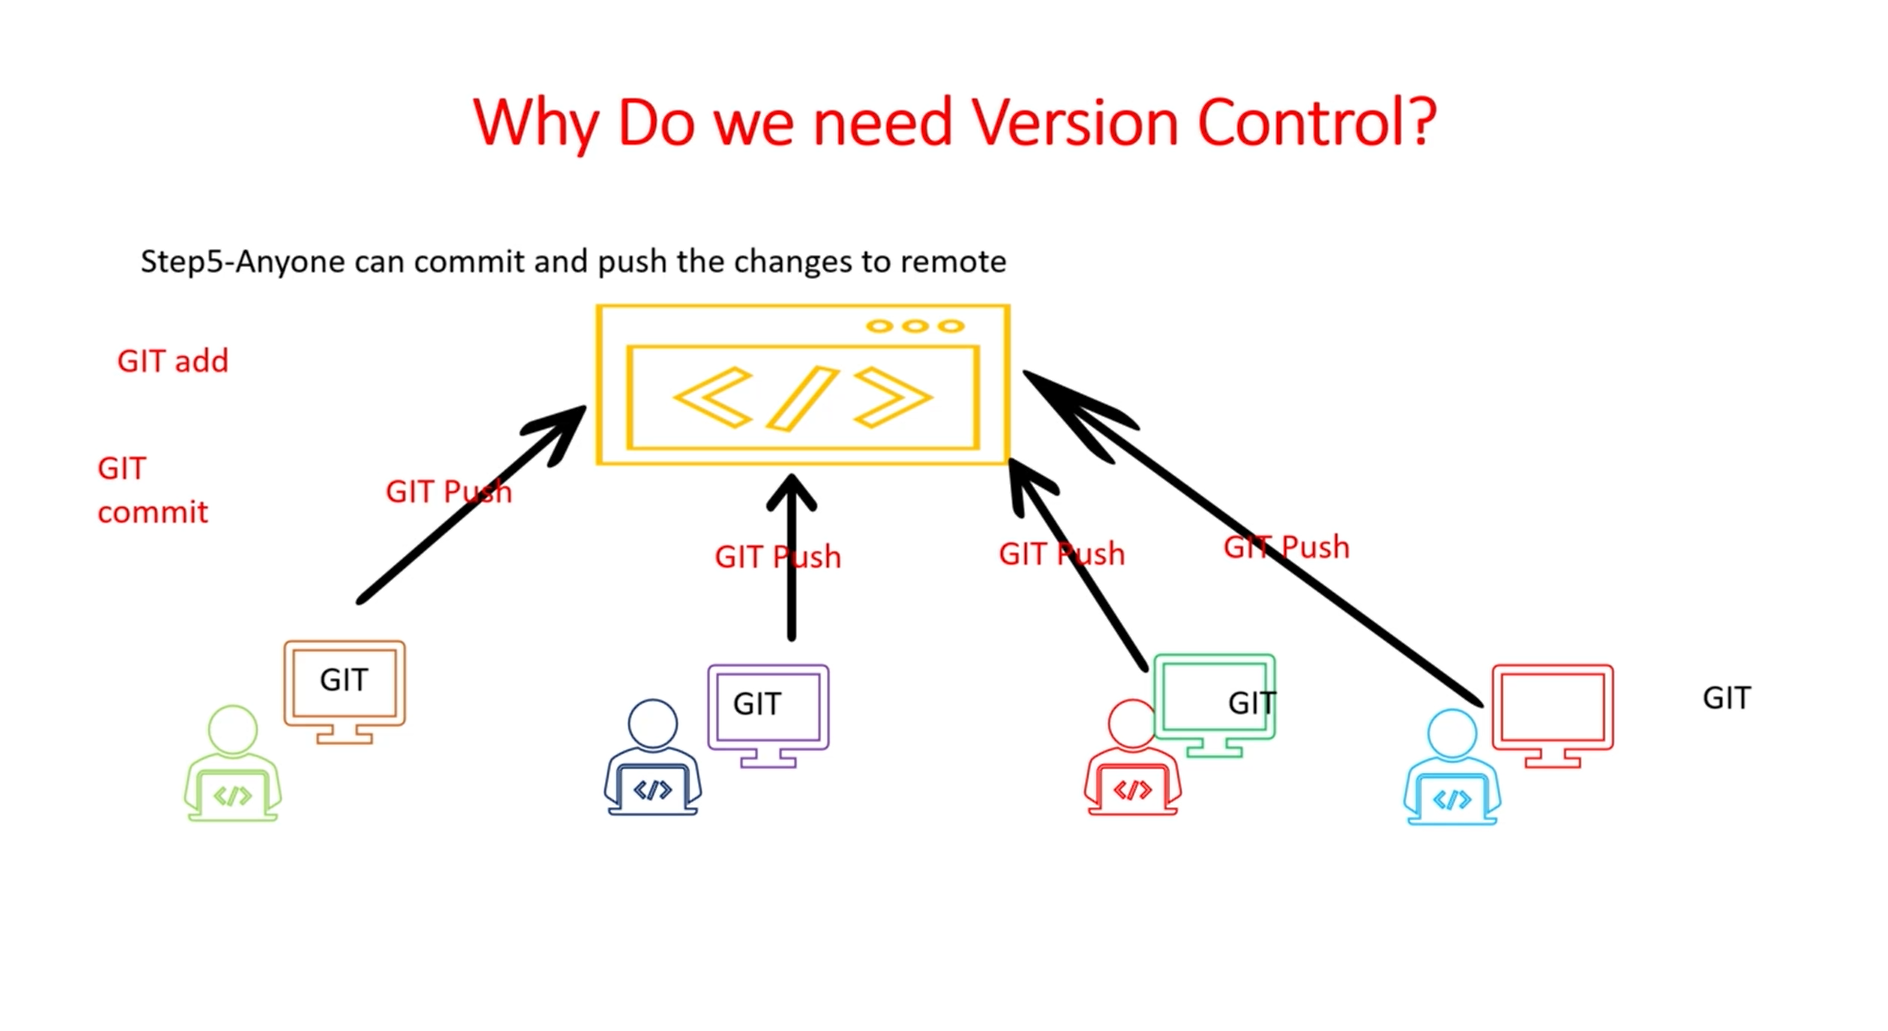 Why Do we need Version Control?
Step5-Anyone can commit and push the changes to remote
GIT add
GIT
commit
GIT Push
GIT Push
GIT Push
GIT Push
GIT
GIT
GIT
GIT